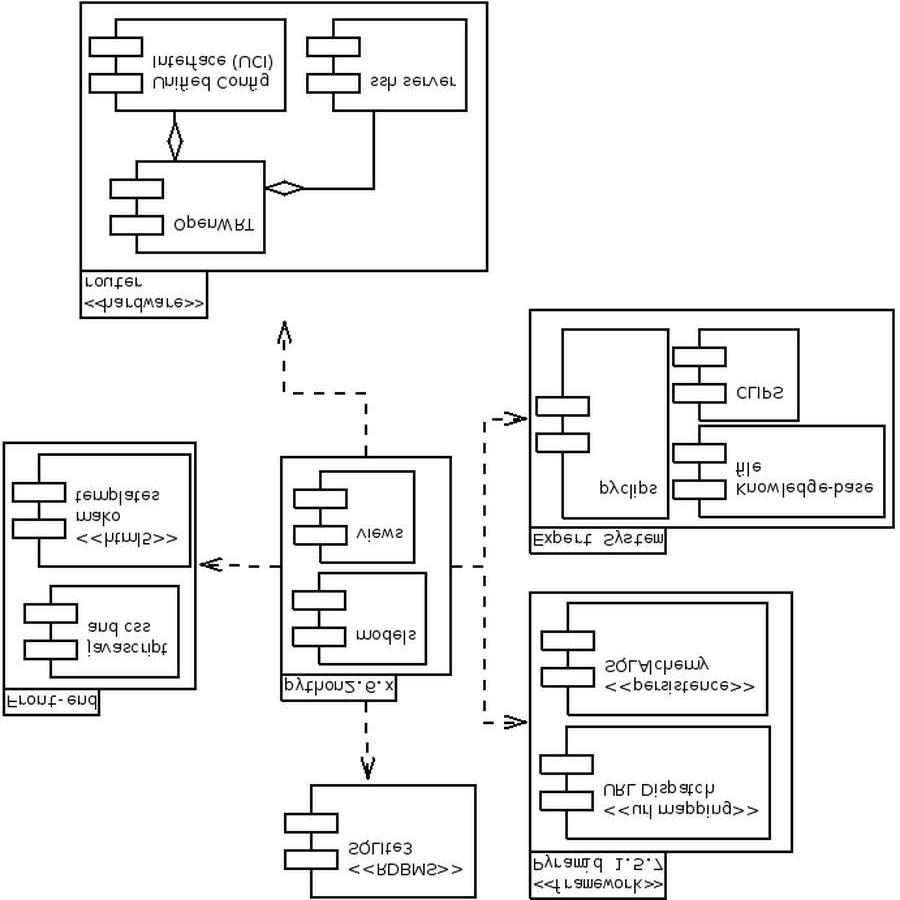 <<framework>>
Pyramid 1.5.7
<<url mapping>>
URL Dispatch
<<persistence>>
SQLAlchemy
<<RDBMS>>
SQLite3
Front-end
javascript
and css
<<html5>>
mako
templates
python2.6.x
models
views
Expert System
pyclips
Knowledge-base
file
CLIPS
<<hardware>>
router
OpenWRT
Unified Config
Interface (UCI)
ssh server